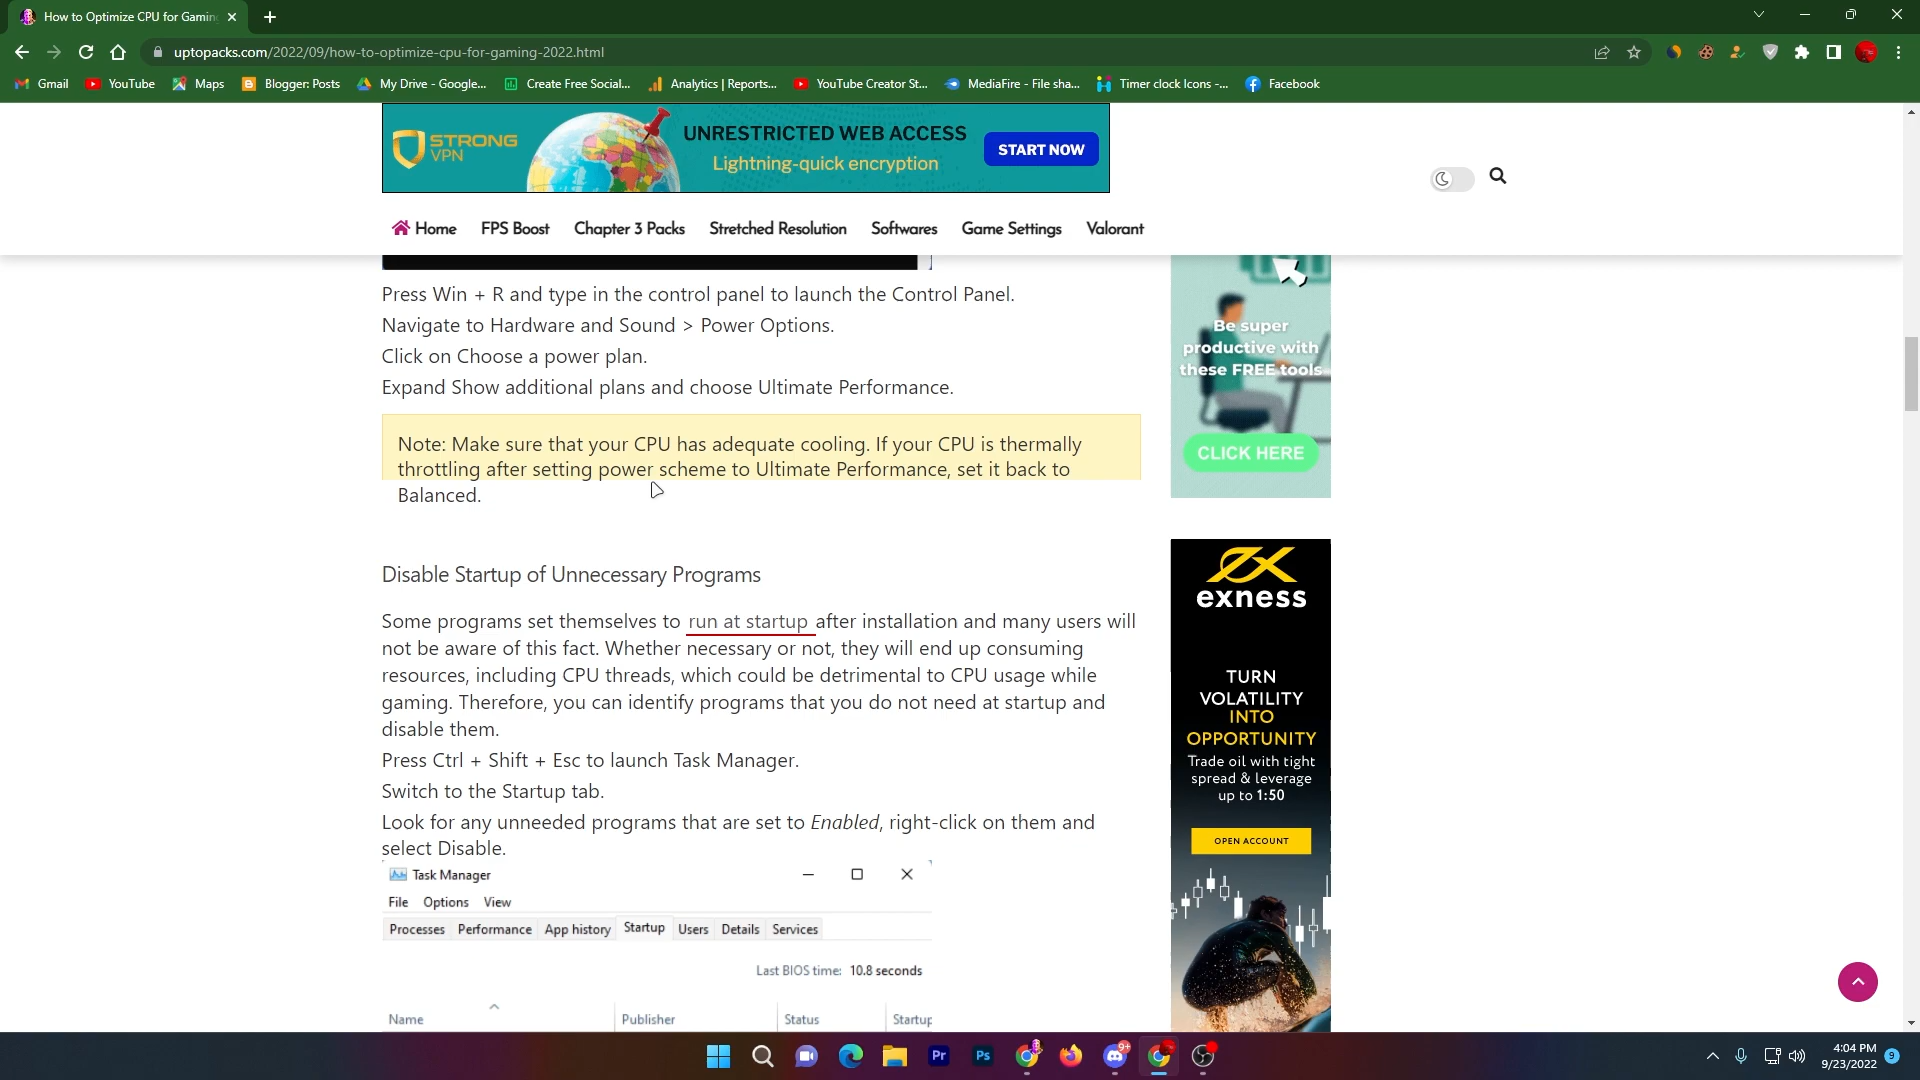 How to Optimize CPU for Gaming
uptopacks.com/2022/09/how-to-optimize-cpu-for-gaming-2022.html
Gmail
YouTube
Maps
Blogger: Posts
My Drive - Google...
Create Free Social...
Analytics | Reports...
YouTube Creator St...
MediaFire - File sha...
Timer clock Icons -...
Facebook
STRONG
VPN
UNRESTRICTED WEB ACCESS
Lightning-quick encryption
START NOW
Home
FPS Boost
Chapter 3 Packs
Stretched Resolution
Softwares
Game Settings
Valorant
Press Win + R and type in the control panel to launch the Control Panel.
Navigate to Hardware and Sound > Power Options.
Click on Choose a power plan.
Expand Show additional plans and choose Ultimate Performance.
Note: Make sure that your CPU has adequate cooling. If your CPU is thermally
throttling after setting power scheme to Ultimate Performance, set it back to
Balanced.
Disable Startup of Unnecessary Programs
Some programs set themselves to run at startup after installation and many users will
not be aware of this fact. Whether necessary or not, they will end up consuming
resources, including CPU threads, which could be detrimental to CPU usage while
gaming. Therefore, you can identify programs that you do not need at startup and
disable them.
Press Ctrl + Shift + Esc to launch Task Manager.
Switch to the Startup tab.
Look for any unneeded programs that are set to Enabled, right-click on them and
select Disable.
Task Manager
File
Options
View
Processes
Performance
App history
Startup
Users
Details
Services
Last BIOS time: 10.8 seconds
Name
Publisher
Status
Startup
Be super
productive with
these FREE tools
CLICK HERE
exness
TURN
VOLATILITY
INTO
OPPORTUNITY
Trade oil with tight
spread & leverage
up to 1:50
OPEN ACCOUNT
Pr
Ps
9+
4:04 PM
9/23/2022
9